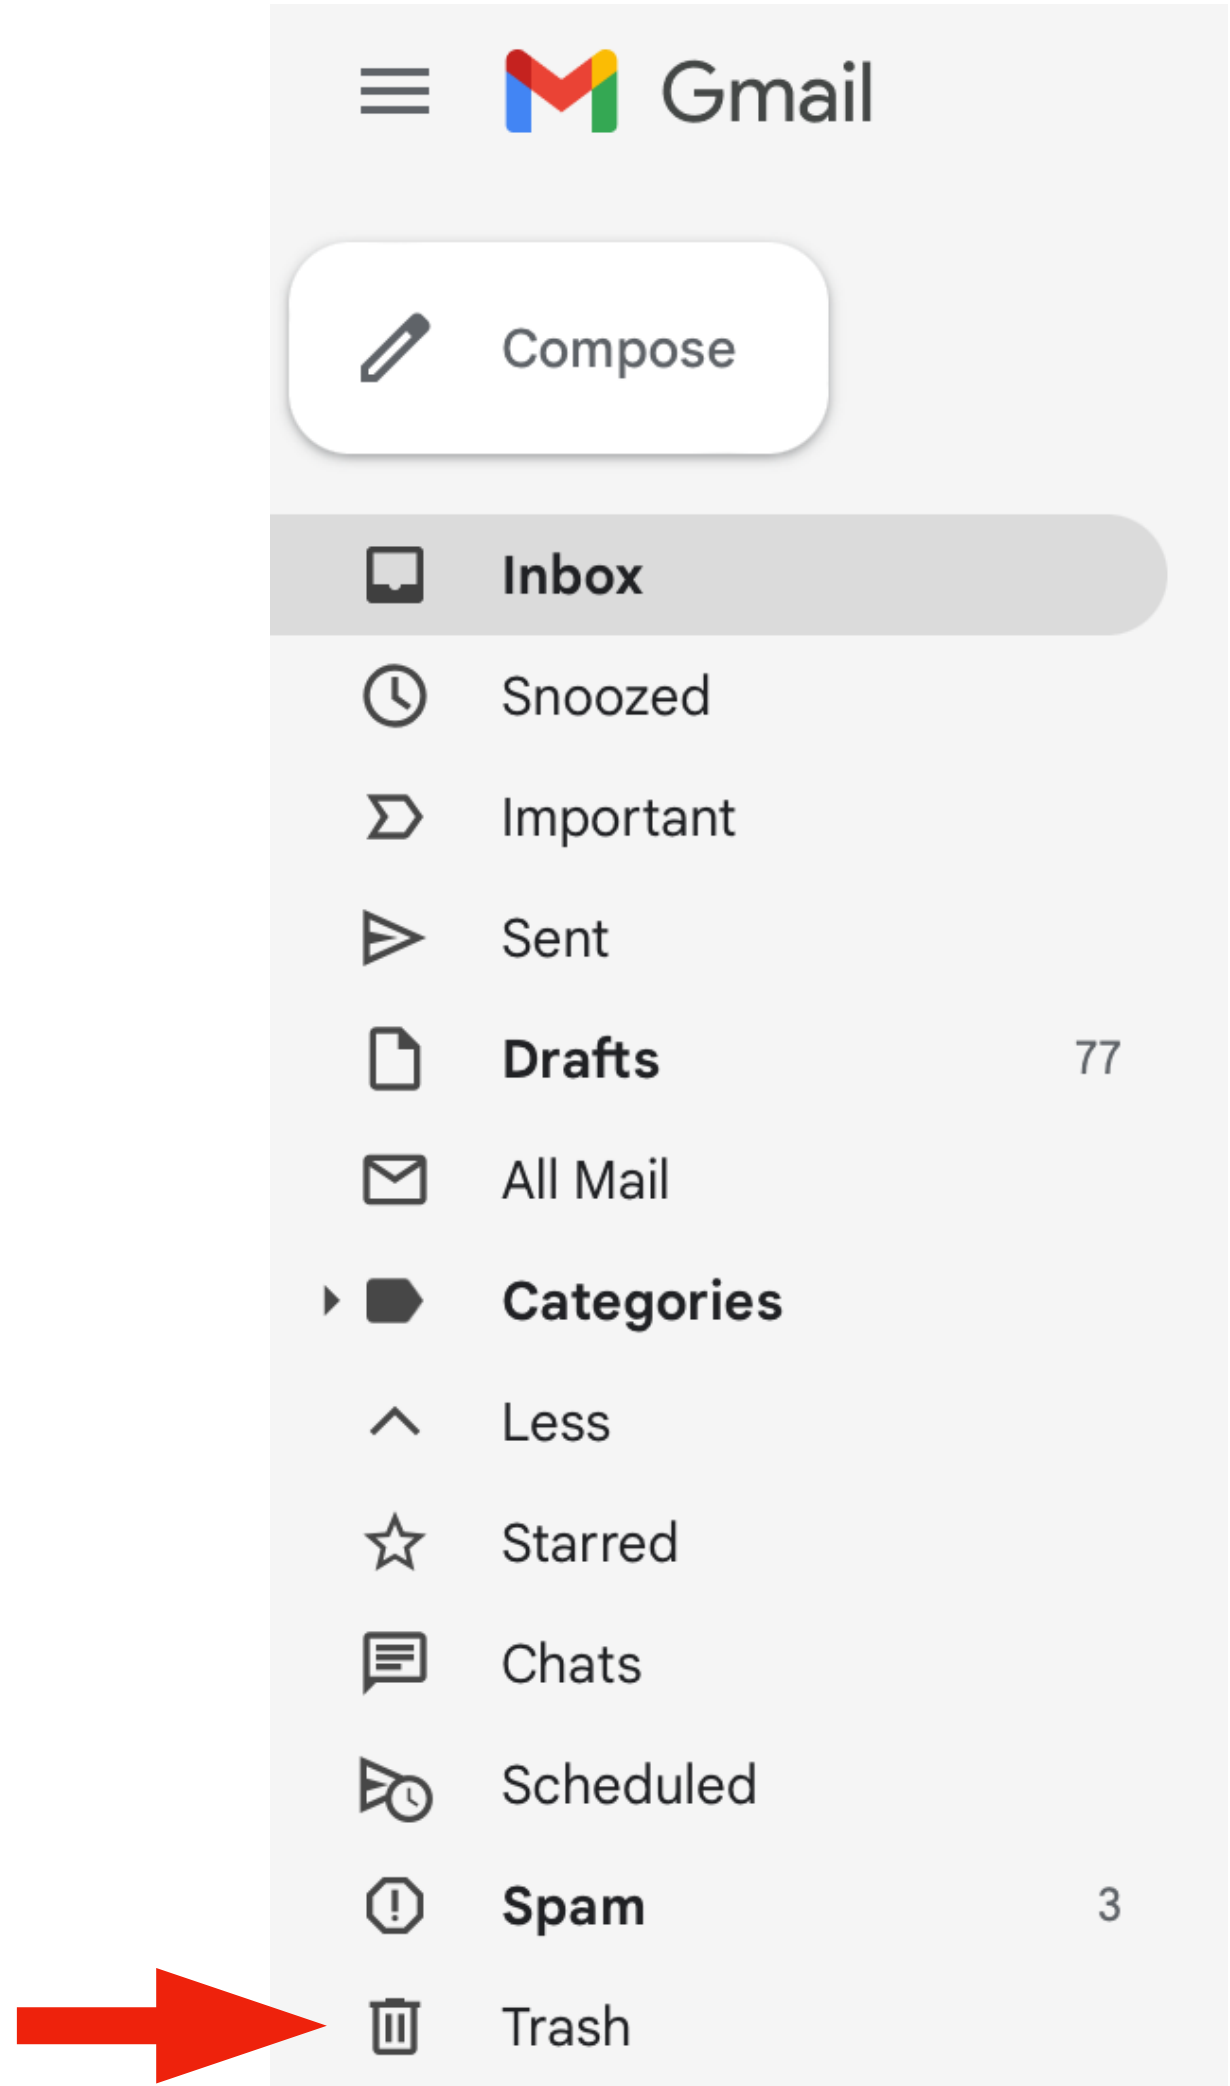 Gmail
Compose
Inbox
Snoozed
Important
Sent
Drafts 77
All Mail
Categories
Less
Starred
Chats
Scheduled
Spam 3
Trash